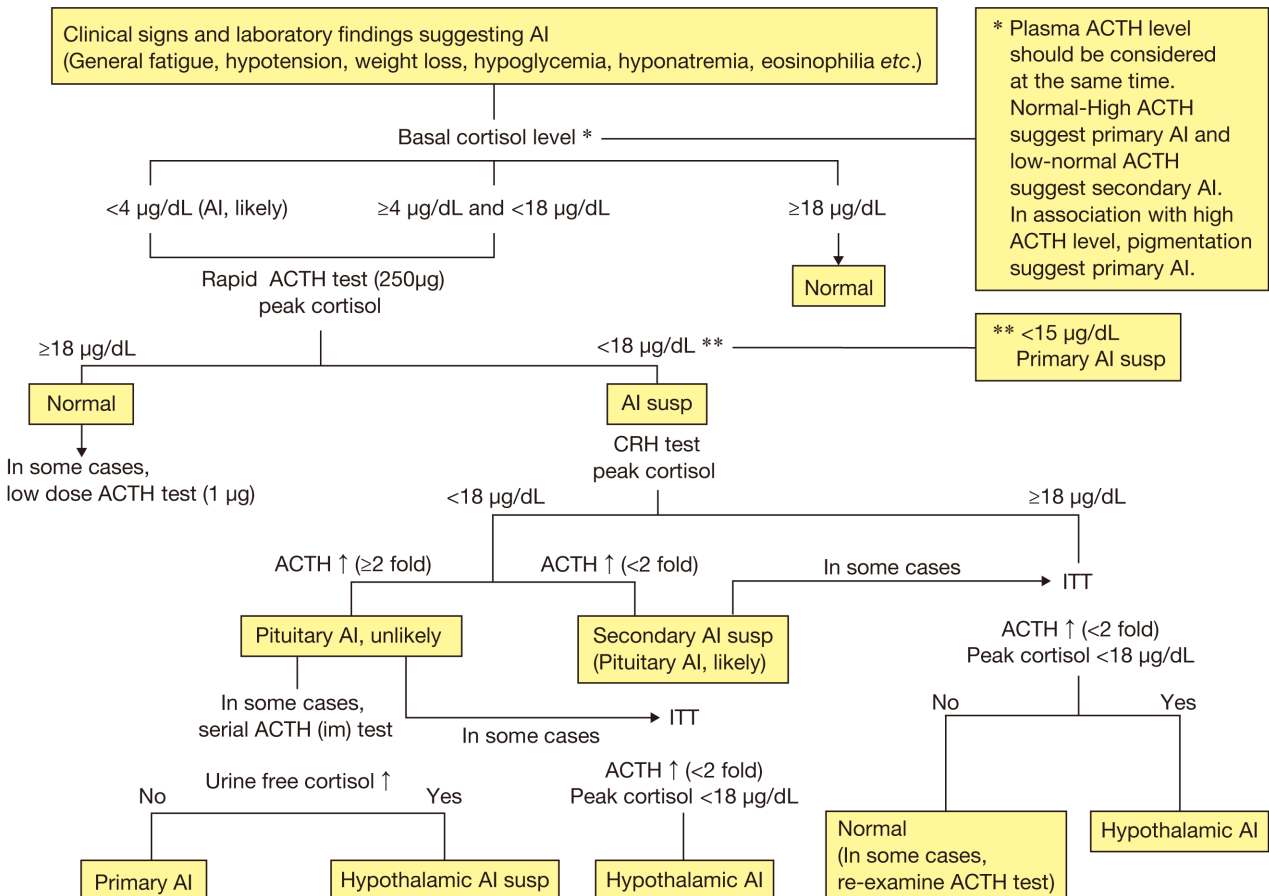 Clinical signs and laboratory findings suggesting AI
(General fatigue, hypotension, weight loss, hypoglycemia, hyponatremia, eosinophilia etc.)
* Plasma ACTH level
should be considered
at the same time.
Normal-High ACTH
suggest primary AI and
low-normal ACTH
suggest secondary AI.
In association with high
ACTH level, pigmentation
suggest primary AI.
Basal cortisol level *
<4 µg/dL (AI, likely)
≥4 µg/dL and <18 µg/dL
≥18 µg/dL
Normal
Rapid ACTH test (250µg)
peak cortisol
≥18 µg/dL
<18 µg/dL **
** <15 µg/dL
Primary AI susp
Normal
AI susp
In some cases,
low dose ACTH test (1 µg)
CRH test
peak cortisol
<18 µg/dL
≥18 µg/dL
ACTH ↑ (≥2 fold)
ACTH ↑ (<2 fold)
In some cases
ITT
Pituitary AI, unlikely
Secondary AI susp
(Pituitary AI, likely)
ACTH ↑ (<2 fold)
Peak cortisol <18 µg/dL
In some cases,
serial ACTH (im) test
In some cases
ITT
No
Yes
Urine free cortisol ↑
No
Yes
ACTH ↑ (<2 fold)
Peak cortisol <18 µg/dL
Primary AI
Hypothalamic AI susp
Hypothalamic AI
Normal
(In some cases,
re-examine ACTH test)
Hypothalamic AI